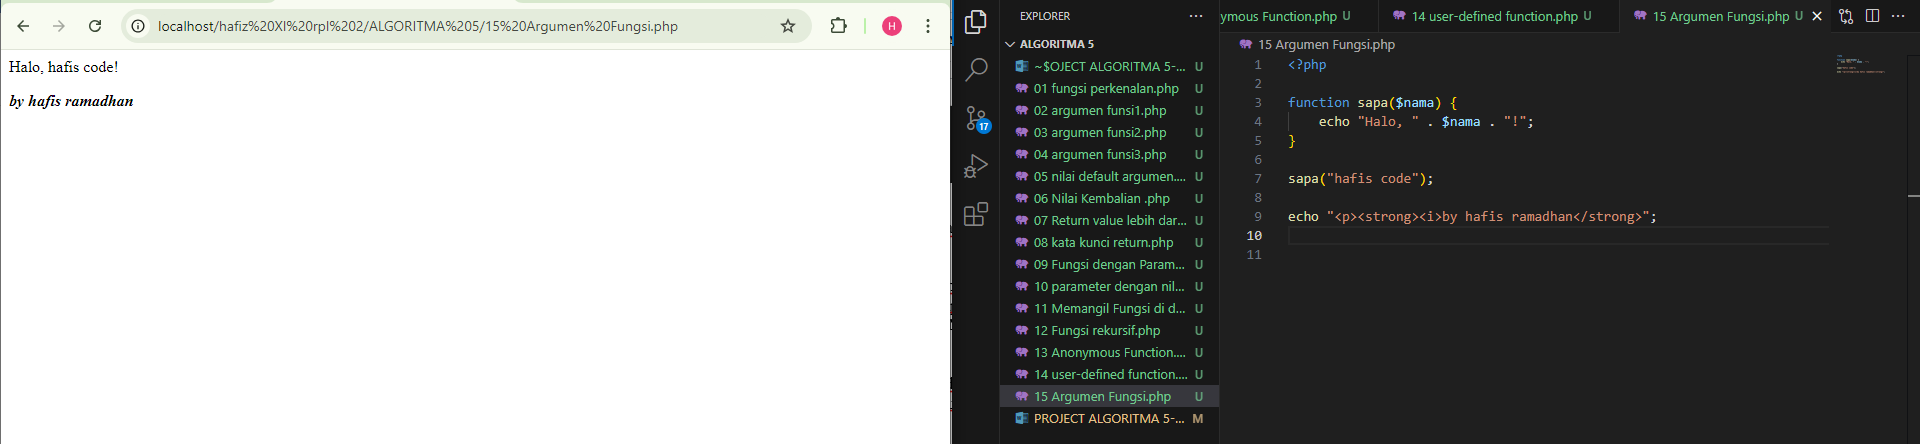 localhost/hafiz%20XI%20rpl%202/ALGORITMA%205/15%20Argumen%20Fungsi.php
H
Halo, hafis code!
by hafis ramadhan
17
EXPLORER
ALGORITMA 5
~$OJECT ALGORITMA 5-... U
01 fungsi perkenalan.php U
02 argumen funsi1.php U
03 argumen funsi2.php U
04 argumen funsi3.php U
05 nilai default argumen.... U
06 Nilai Kembalian .php U
07 Return value lebih dar... U
08 kata kunci return.php U
09 Fungsi dengan Param... U
10 parameter dengan nil... U
11 Memangil Fungsi di d... U
12 Fungsi rekursif.php U
13 Anonymous Function.... U
14 user-defined function.... U
15 Argumen Fungsi.php U
PROJECT ALGORITMA 5-... M
ymous Function.php U 14 user-defined function.php U 15 Argumen Fungsi.php U
15 Argumen Fungsi.php
1 <?php
2
3 function sapa($nama) {
4 echo "Halo, " . $nama . "!";
5 }
6
7 sapa("hafis code");
8
9 echo "<p><strong><i>by hafis ramadhan</strong>";
10
11